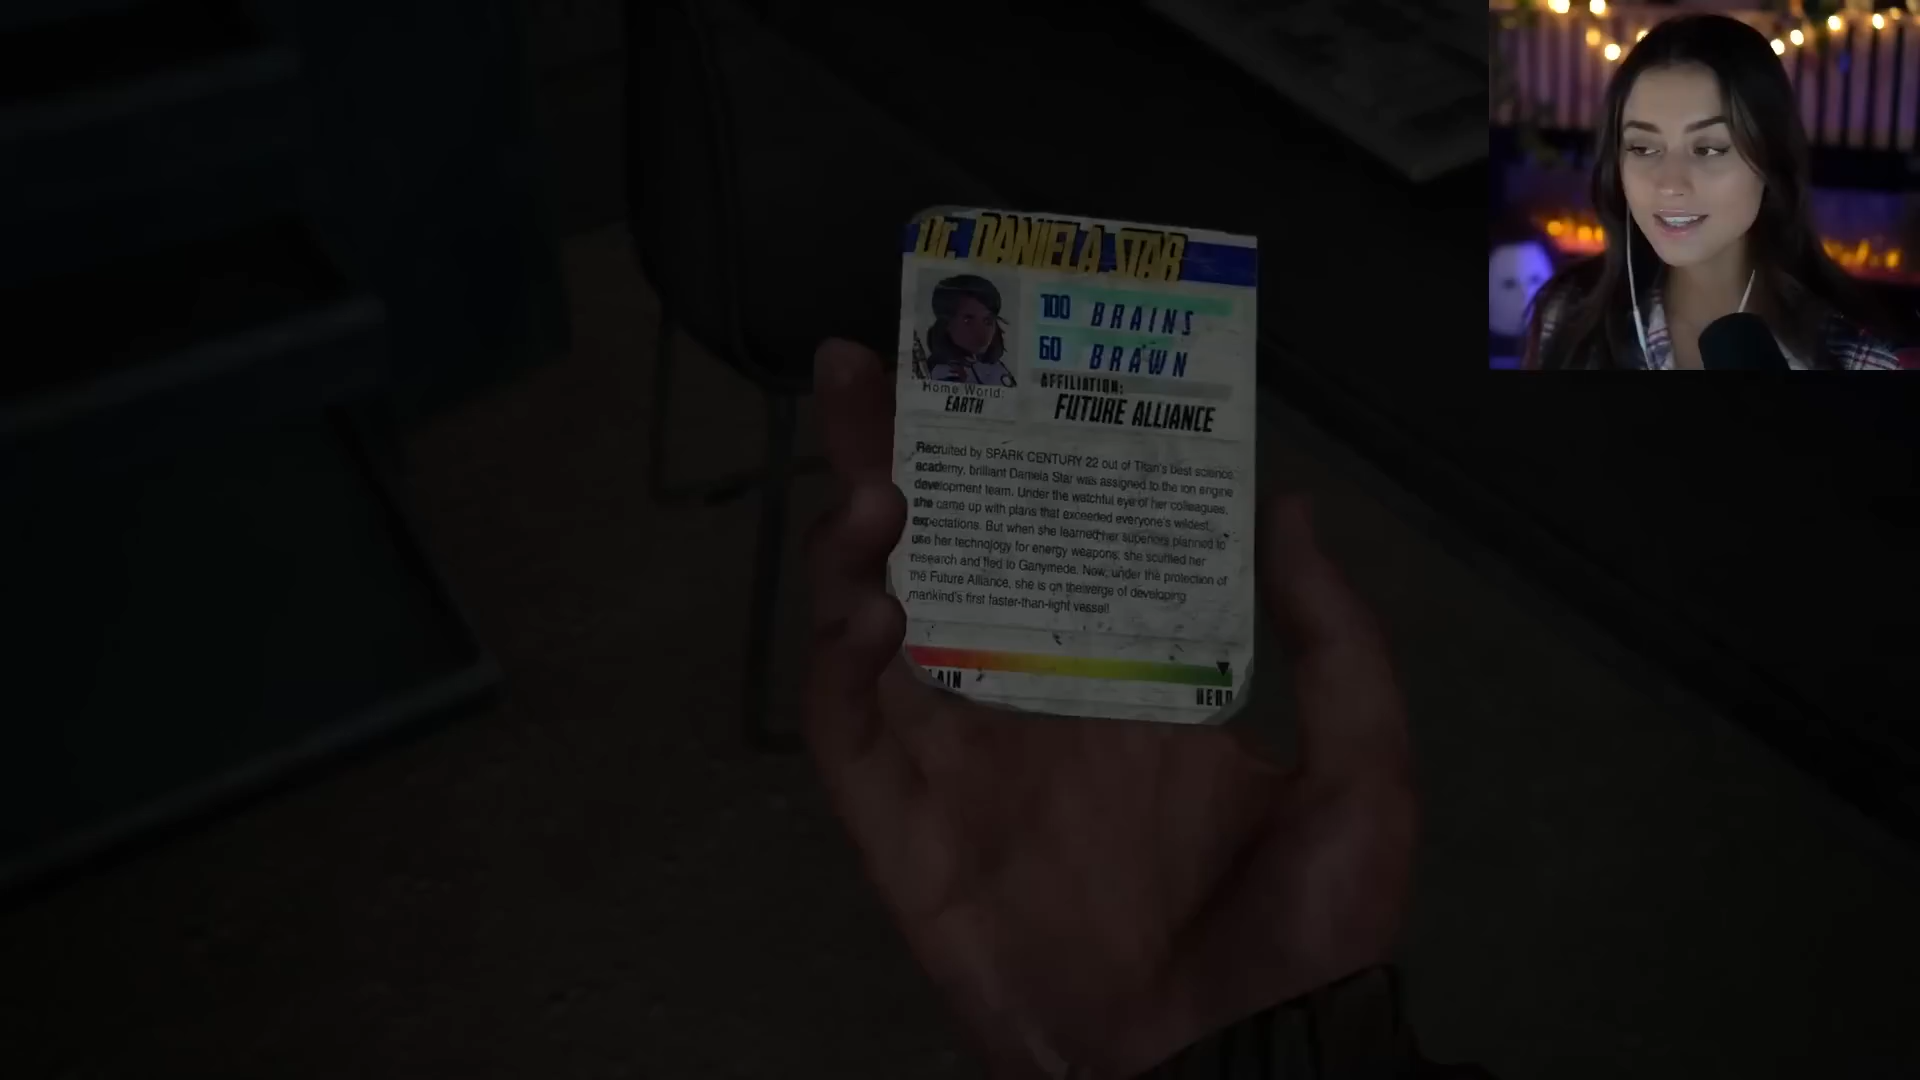 Dr. DANIELA STAR
100 BRAINS
60 BRAWN
AFFILIATION:
FUTURE ALLIANCE
Home World:
EARTH
Recruited by SPARK CENTURY 22 out of Titan's best science
academy, brilliant Daniela Star was assigned to the ion engine
development team. Under the watchful eye of her colleagues,
she came up with plans that exceeded everyone's wildest
expectations. But when she learned her superiors planned to
use her technology for energy weapons, she scuttled her
research and fled to Ganymede. Now, under the protection of
the Future Alliance, she is on the verge of developing
mankind's first faster-than-light vessel!
LAIN
HERO